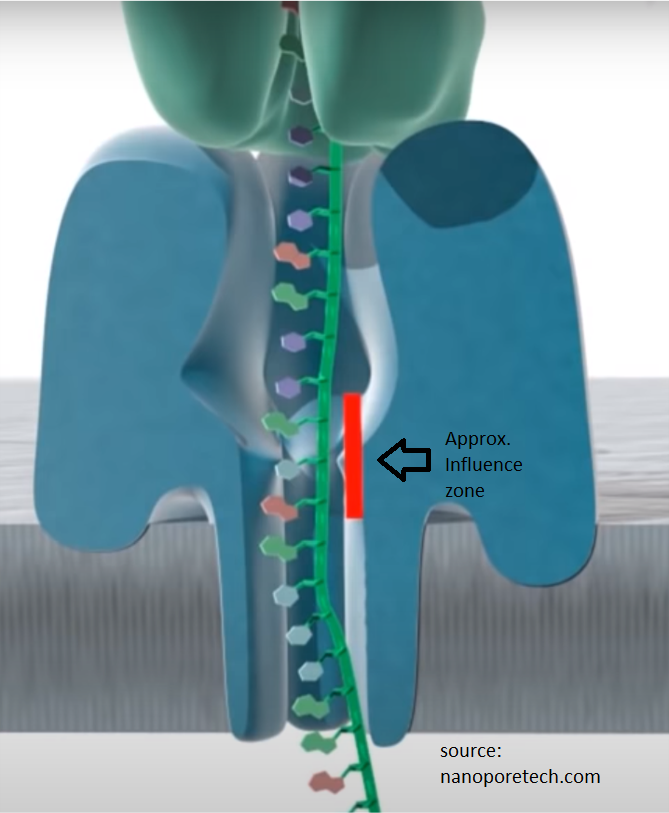 Approx.
Influence
zone
source:
nanoporetech.com